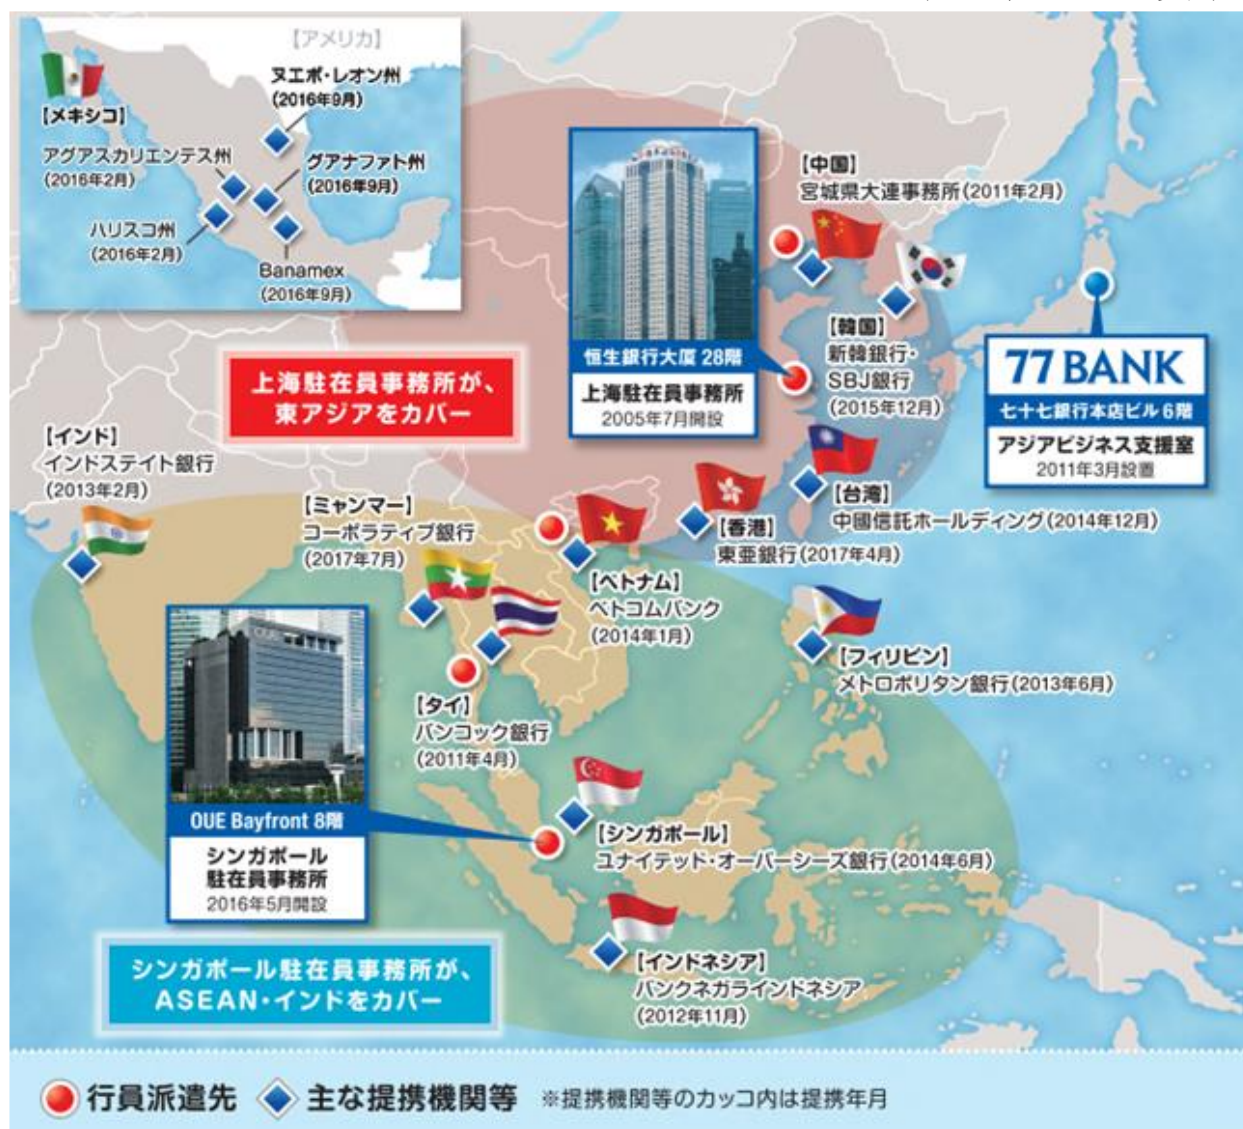 【アメリカ】
【メキシコ】
ヌエボ・レオン州
(2016年9月)
アグアスカリエンテス州
(2016年2月)
グアナファト州
(2016年9月)
ハリスコ州
(2016年2月)
Banamex
(2016年9月)
恒生銀行大厦 28階
上海駐在員事務所
2005年7月開設
【中国】
宮城県大連事務所(2011年2月)
【韓国】
新韓銀行・
SBJ銀行
(2015年12月)
77 BANK
七十七銀行本店ビル 6階
アジアビジネス支援室
2011年3月設置
上海駐在員事務所が、
東アジアをカバー
【インド】
インドステイト銀行
(2013年2月)
【ミャンマー】
コーポラティブ銀行
(2017年7月)
【台湾】
中國信託ホールディング(2014年12月)
【香港】
東亜銀行(2017年4月)
【ベトナム】
ベトコムバンク
(2014年1月)
【フィリピン】
メトロポリタン銀行(2013年6月)
【タイ】
バンコック銀行
(2011年4月)
OUE Bayfront 8階
シンガポール
駐在員事務所
2016年5月開設
【シンガポール】
ユナイテッド・オーバーシーズ銀行(2014年6月)
シンガポール駐在員事務所が、
ASEAN・インドをカバー
【インドネシア】
バンクネガラインドネシア
(2012年11月)
行員派遣先
主な提携機関等
※提携機関等のカッコ内は提携年月